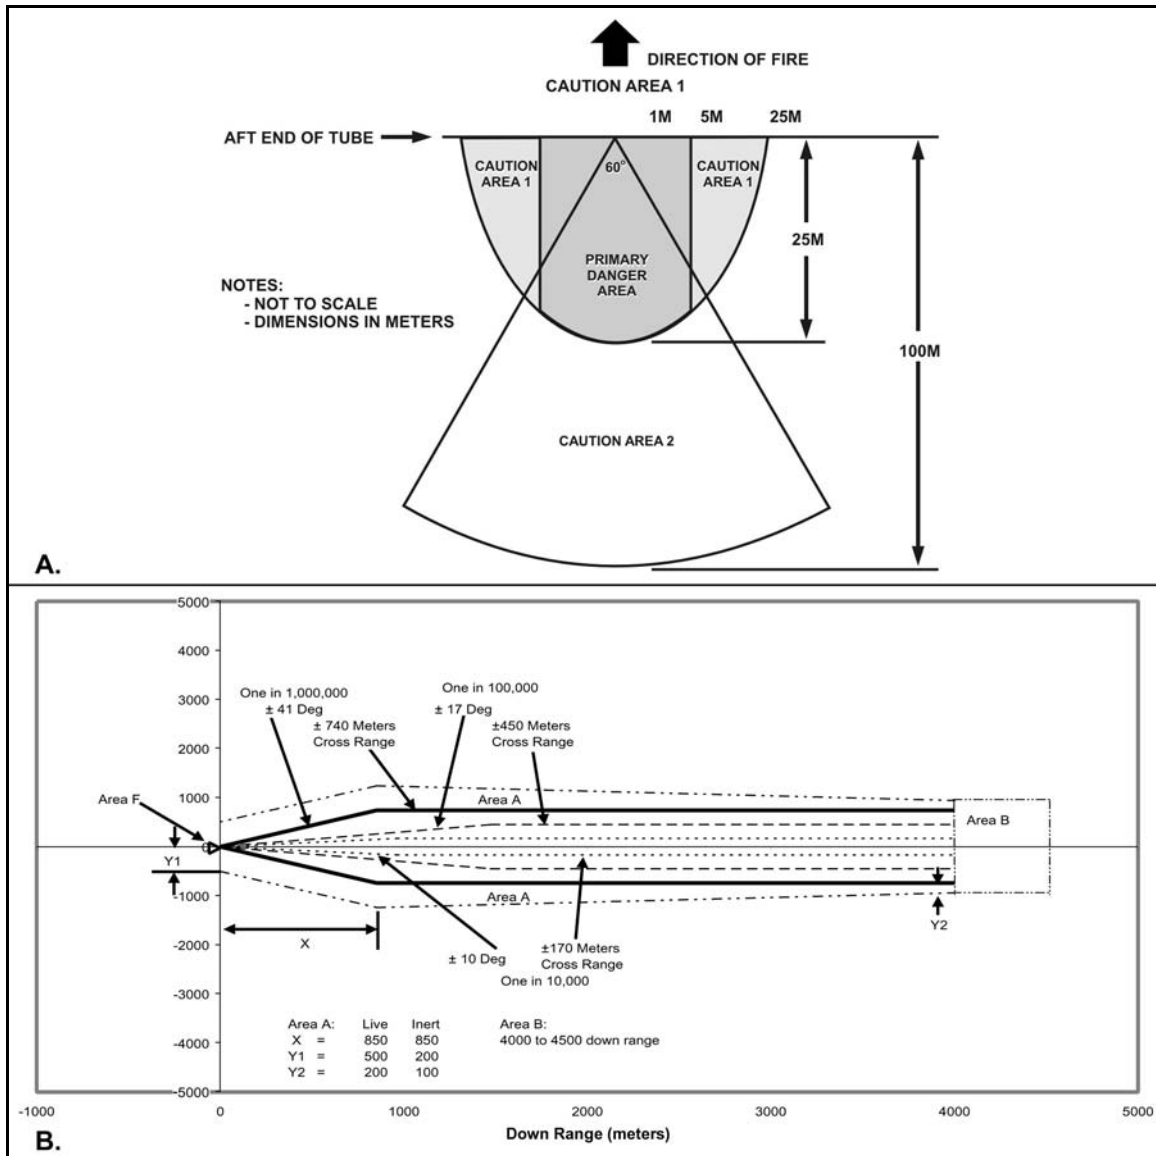 DIRECTION OF FIRE
CAUTION AREA 1
1M 5M 25M
AFT END OF TUBE
CAUTION
AREA 1
60°
CAUTION
AREA 1
25M
PRIMARY
DANGER
AREA
NOTES:
- NOT TO SCALE
- DIMENSIONS IN METERS
100M
CAUTION AREA 2
A.
5000
4000
3000
2000
1000
0
-1000
-2000
-3000
-4000
-5000
One in 1,000,000
± 41 Deg
± 740 Meters
Cross Range
One in 100,000
± 17 Deg
±450 Meters
Cross Range
Area F
Area A
Area B
Y1
Area A
Y2
X
± 10 Deg
±170 Meters
Cross Range
One in 10,000
Area A: Live Inert
X = 850 850
Y1 = 500 200
Y2 = 200 100
Area B:
4000 to 4500 down range
-1000 0 1000 2000 3000 4000 5000
Down Range (meters)
B.